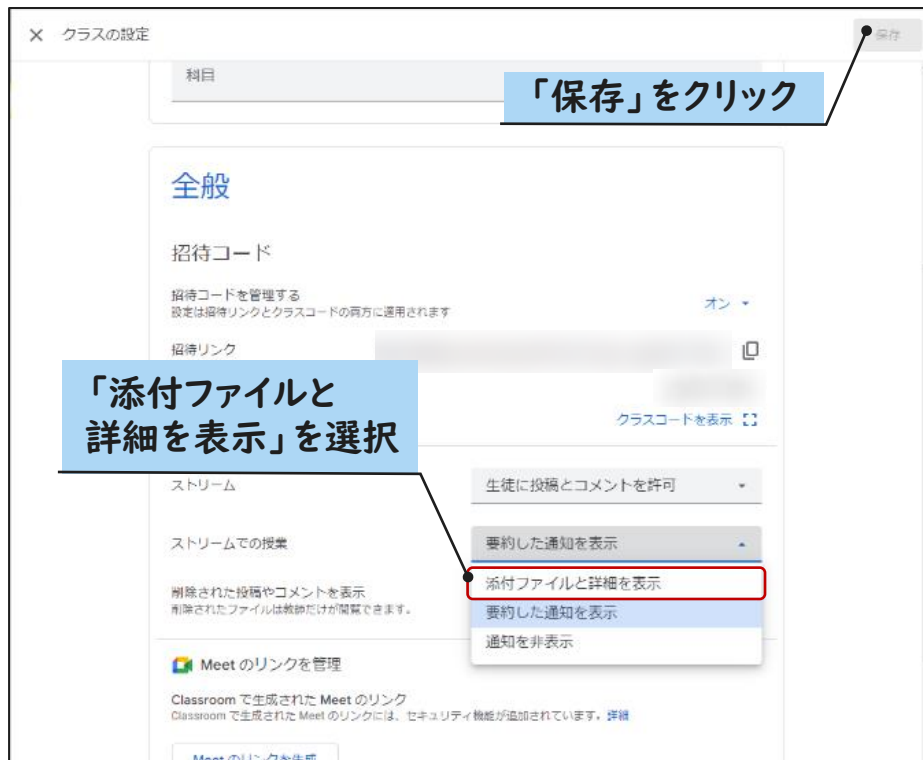 × クラスの設定
保存
科目
「保存」をクリック
全般
招待コード
招待コードを管理する
設定は招待リンクとクラスコードの両方に適用されます
オン
招待リンク
「添付ファイルと
詳細を表示」を選択
クラスコードを表示
ストリーム
生徒に投稿とコメントを許可
ストリームでの授業
要約した通知を表示
添付ファイルと詳細を表示
要約した通知を表示
通知を非表示
削除された投稿やコメントを表示
削除されたファイルは教師だけが閲覧できます。
Meet のリンクを管理
Classroom で生成された Meet のリンク
Classroom で生成された Meet のリンクには、セキュリティ機能が追加されています。詳細
Meet のリンクを生成